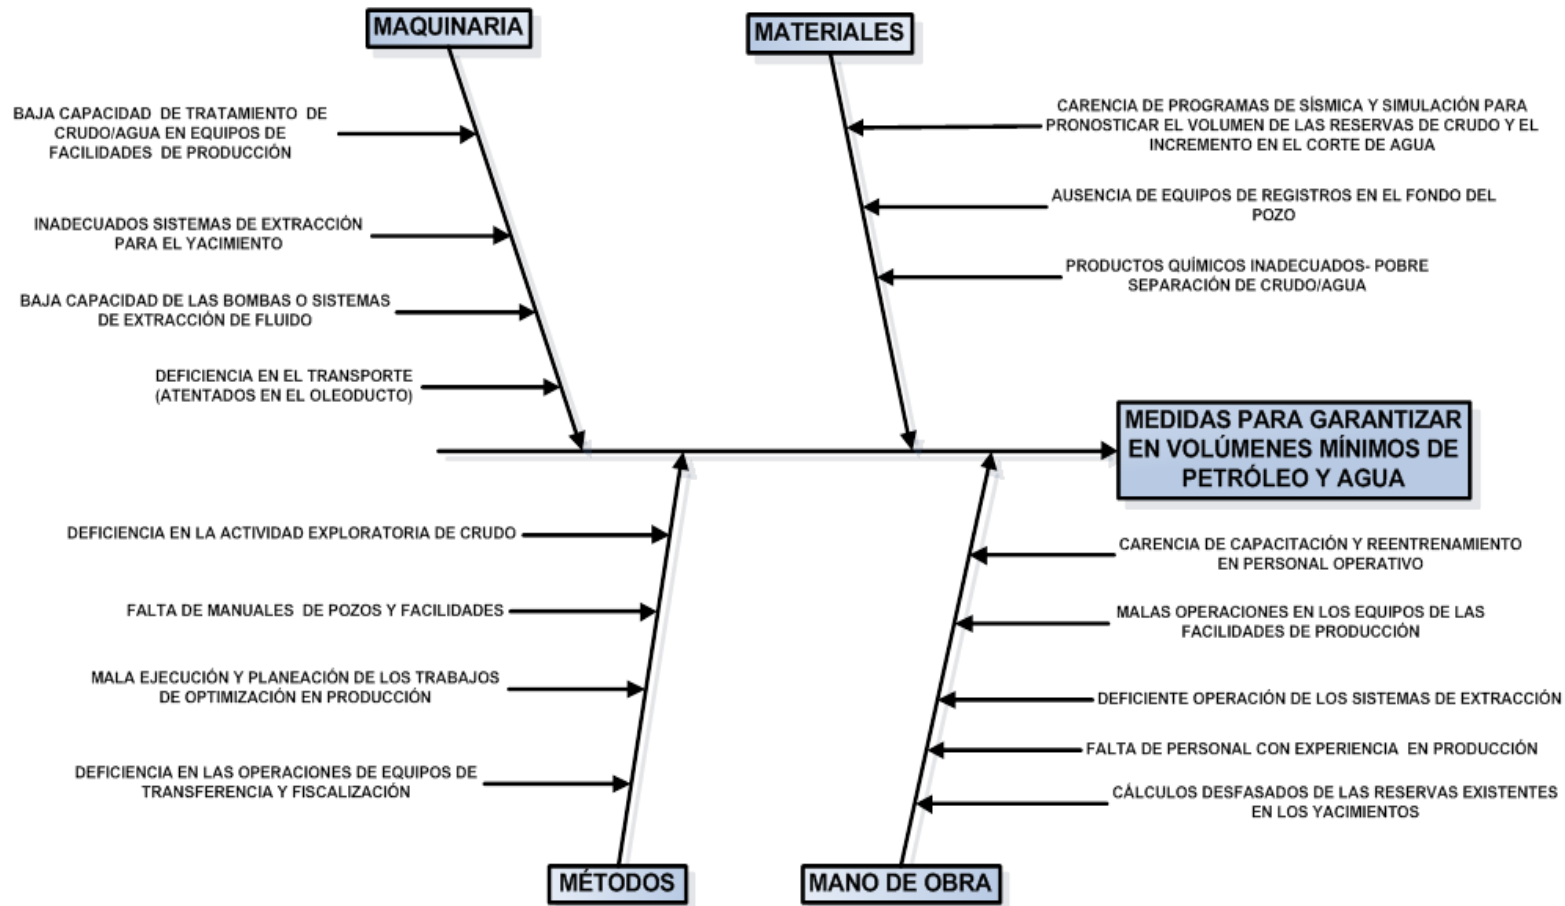 MAQUINARIA
BAJA CAPACIDAD DE TRATAMIENTO DE
CRUDO/AGUA EN EQUIPOS DE
FACILIDADES DE PRODUCCIÓN
INADECUADOS SISTEMAS DE EXTRACCIÓN
PARA EL YACIMIENTO
BAJA CAPACIDAD DE LAS BOMBAS O SISTEMAS
DE EXTRACCIÓN DE FLUIDO
DEFICIENCIA EN EL TRANSPORTE
(ATENTADOS EN EL OLEODUCTO)
MATERIALES
CARENCIA DE PROGRAMAS DE SÍSMICA Y SIMULACIÓN PARA
PRONOSTICAR EL VOLUMEN DE LAS RESERVAS DE CRUDO Y EL
INCREMENTO EN EL CORTE DE AGUA
AUSENCIA DE EQUIPOS DE REGISTROS EN EL FONDO DEL
POZO
PRODUCTOS QUÍMICOS INADECUADOS- POBRE
SEPARACIÓN DE CRUDO/AGUA
MEDIDAS PARA GARANTIZAR
EN VOLÚMENES MÍNIMOS DE
PETRÓLEO Y AGUA
DEFICIENCIA EN LA ACTIVIDAD EXPLORATORIA DE CRUDO
FALTA DE MANUALES DE POZOS Y FACILIDADES
MALA EJECUCIÓN Y PLANEACIÓN DE LOS TRABAJOS
DE OPTIMIZACIÓN EN PRODUCCIÓN
DEFICIENCIA EN LAS OPERACIONES DE EQUIPOS DE
TRANSFERENCIA Y FISCALIZACIÓN
MÉTODOS
CARENCIA DE CAPACITACIÓN Y REENTRENAMIENTO
EN PERSONAL OPERATIVO
MALAS OPERACIONES EN LOS EQUIPOS DE LAS
FACILIDADES DE PRODUCCIÓN
DEFICIENTE OPERACIÓN DE LOS SISTEMAS DE EXTRACCIÓN
FALTA DE PERSONAL CON EXPERIENCIA EN PRODUCCIÓN
CÁLCULOS DESFASADOS DE LAS RESERVAS EXISTENTES
EN LOS YACIMIENTOS
MANO DE OBRA